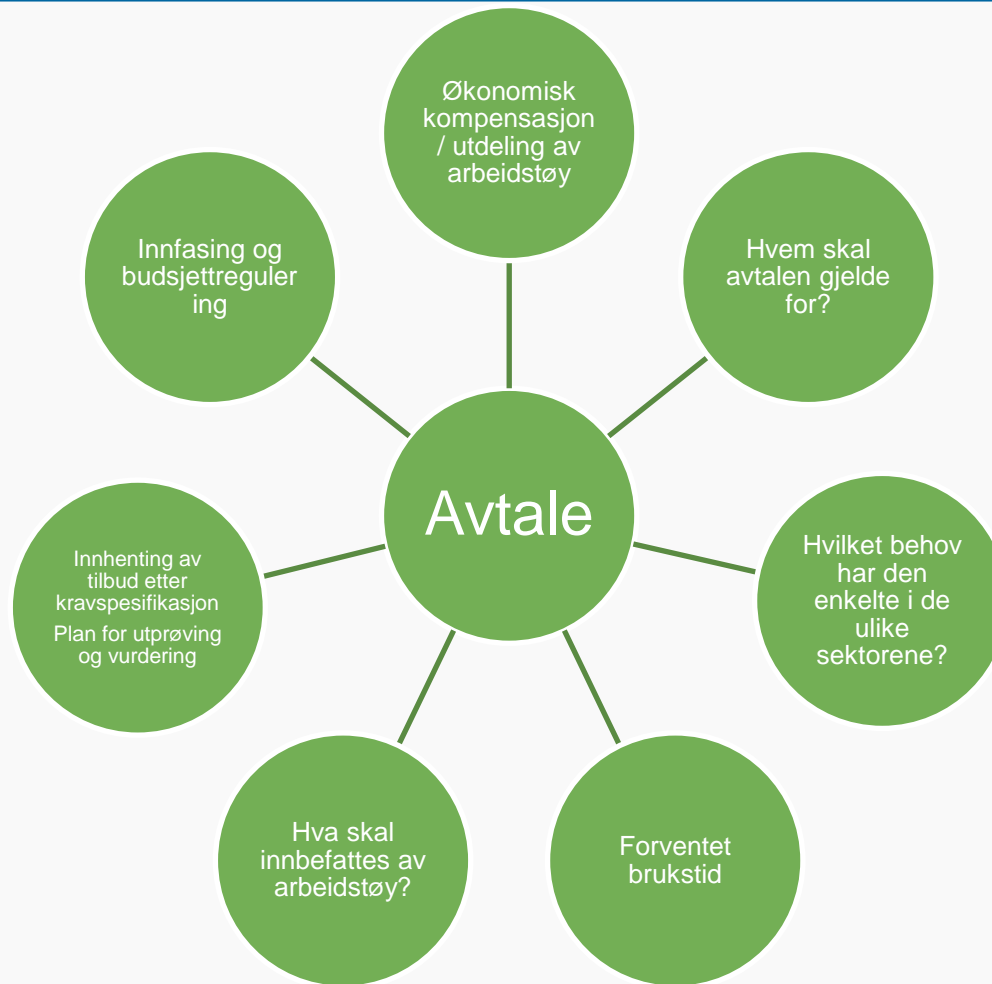 Økonomisk
kompensasjon
/ utdeling av
arbeidstøy
Hvem skal
avtalen gjelde
for?
Hvilket behov
har den
enkelte i de
ulike
sektorene?
Forventet
brukstid
Hva skal
innbefattes av
arbeidstøy?
Innhenting av
tilbud etter
kravspesifikasjon
Plan for utprøving
og vurdering
Innfasing og
budsjettreguler
ing
Avtale